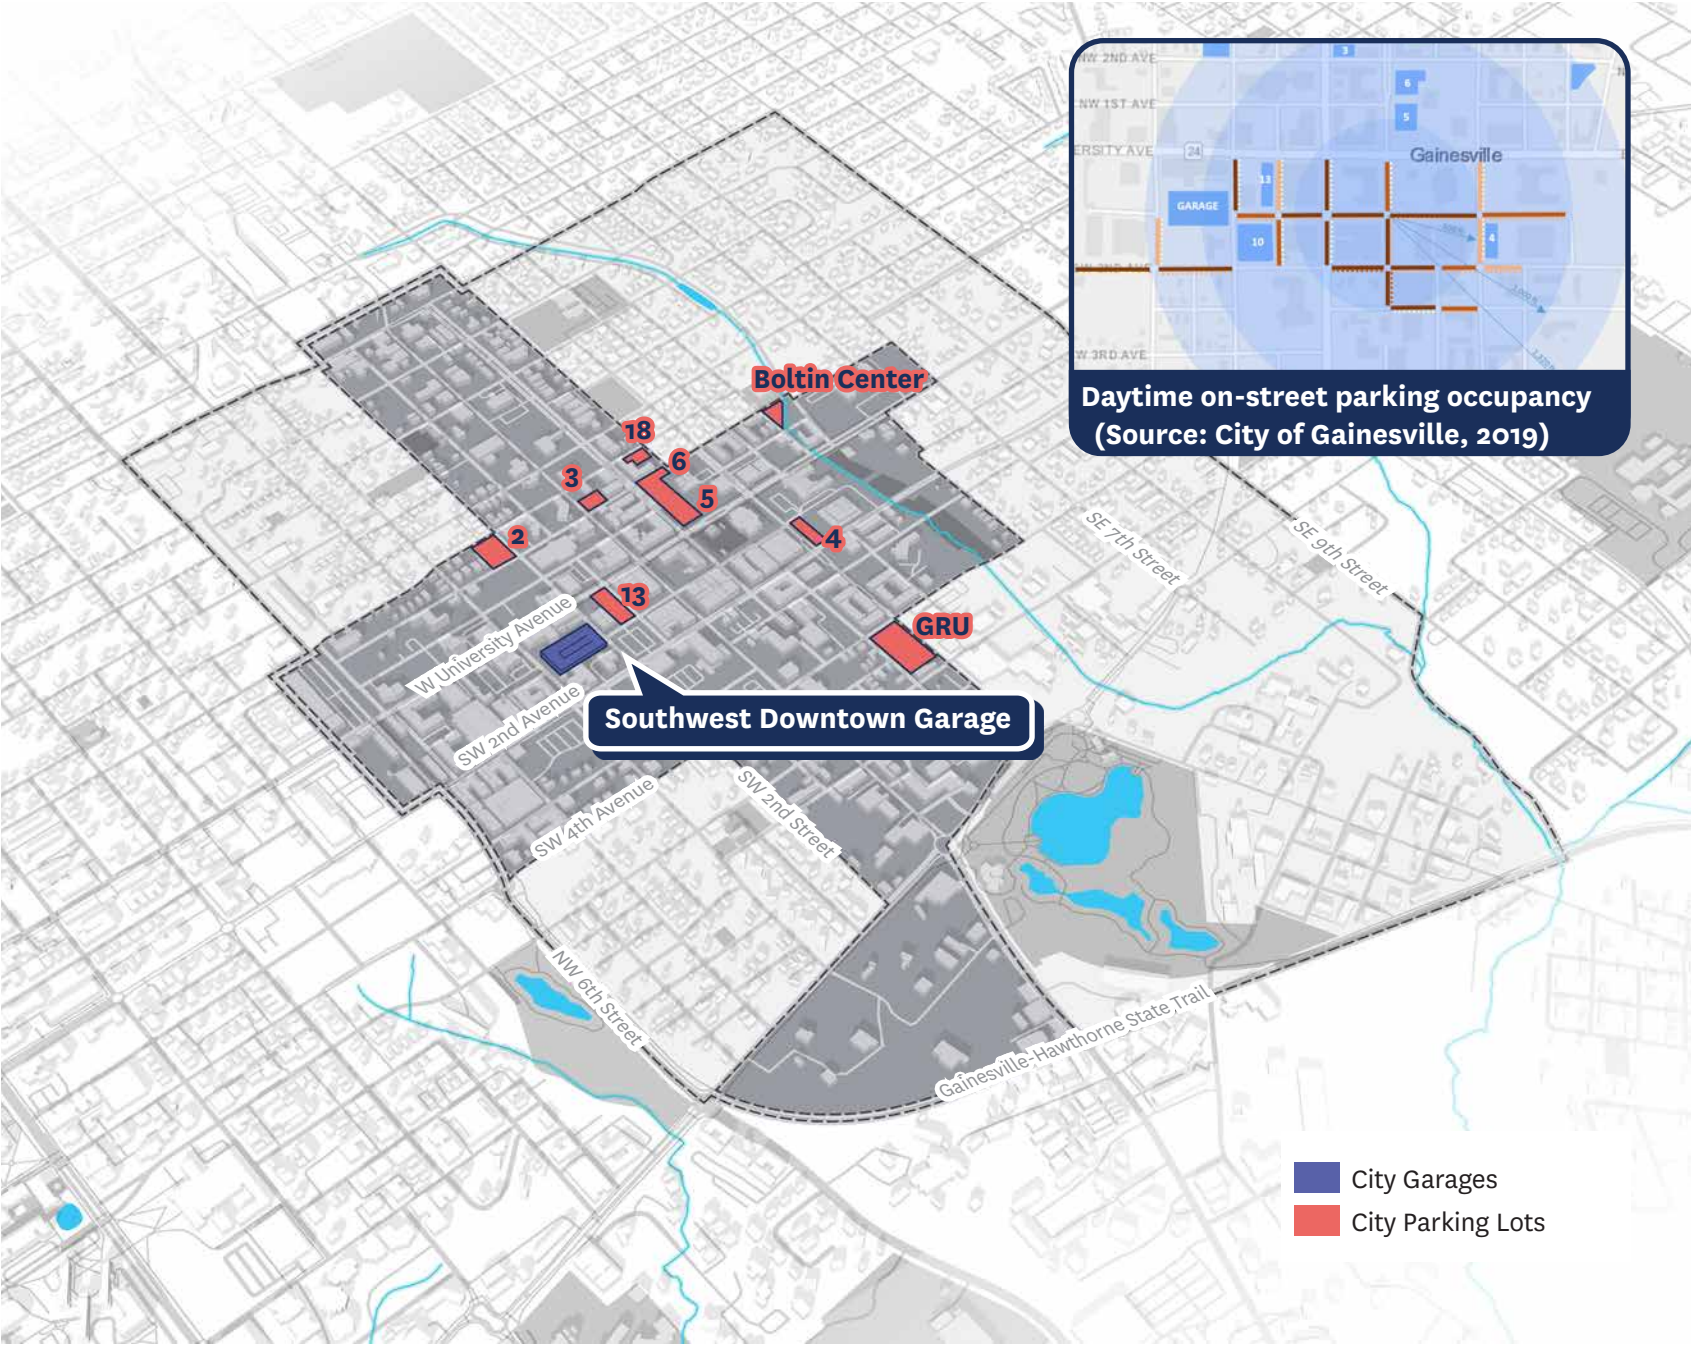 NW 2ND AVE
3
6
NW 1ST AVE
5
ERSITY AVE
24
Gainesville
13
GARAGE
10
4
W 3RD AVE
Daytime on-street parking occupancy
(Source: City of Gainesville, 2019)
Boltin Center
18
6
3
5
2
4
13
GRU
W University Avenue
SW 2nd Avenue
Southwest Downtown Garage
SW 4th Avenue
SW 2nd Street
SE 7th Street
SE 9th Street
NW 6th Street
Gainesville-Hawthorne State Trail
City Garages
City Parking Lots